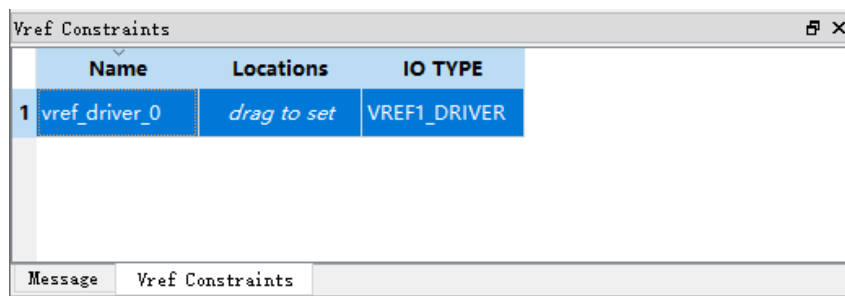 Vref Constraints
Name Locations IO TYPE
1 vref_driver_0 drag to set VREF1_DRIVER
Message Vref Constraints